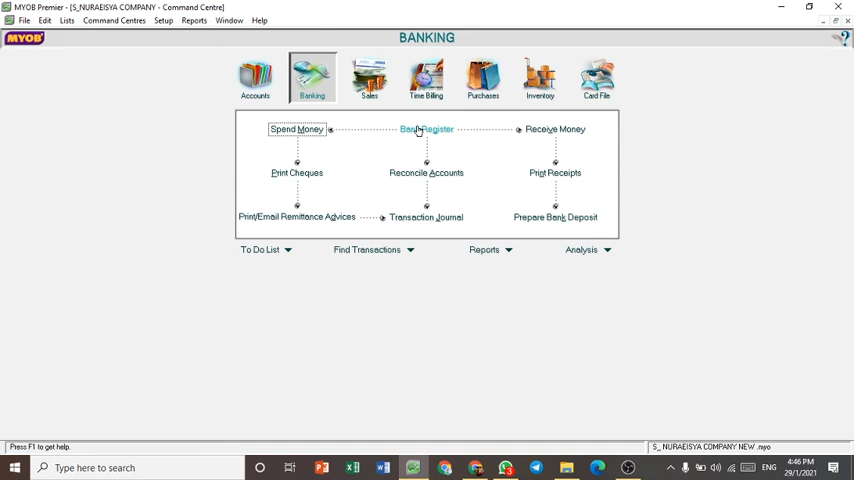 MYOB Premier - [S_NURAEISYA COMPANY - Command Centre]
File Edit Lists Command Centres Setup Reports Window Help
MYOB
BANKING
Accounts Banking Sales Time Billing Purchases Inventory Card File
Spend Money Bank Register Receive Money
Print Cheques Reconcile Accounts Print Receipts
Print/Email Remittance Advices Transaction Journal Prepare Bank Deposit
To Do List Find Transactions Reports Analysis
Press F1 to get help. S_ NURAEISYA COMPANY NEW .myo
Type here to search
3
ENG
4:46 PM
29/1/2021